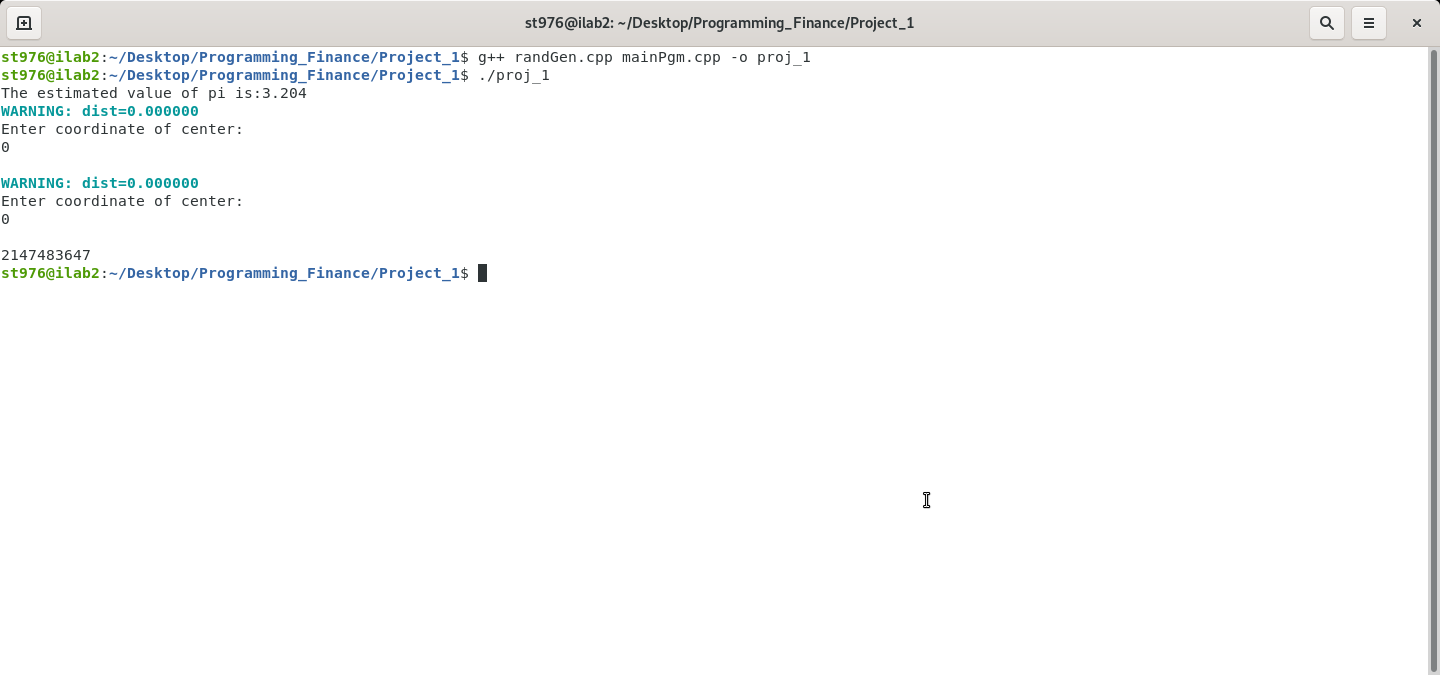 st976@ilab2: ~/Desktop/Programming_Finance/Project_1
st976@ilab2:~/Desktop/Programming_Finance/Project_1$ g++ randGen.cpp mainPgm.cpp -o proj_1
st976@ilab2:~/Desktop/Programming_Finance/Project_1$ ./proj_1
The estimated value of pi is:3.204
WARNING: dist=0.000000
Enter coordinate of center:
0
WARNING: dist=0.000000
Enter coordinate of center:
0
2147483647
st976@ilab2:~/Desktop/Programming_Finance/Project_1$